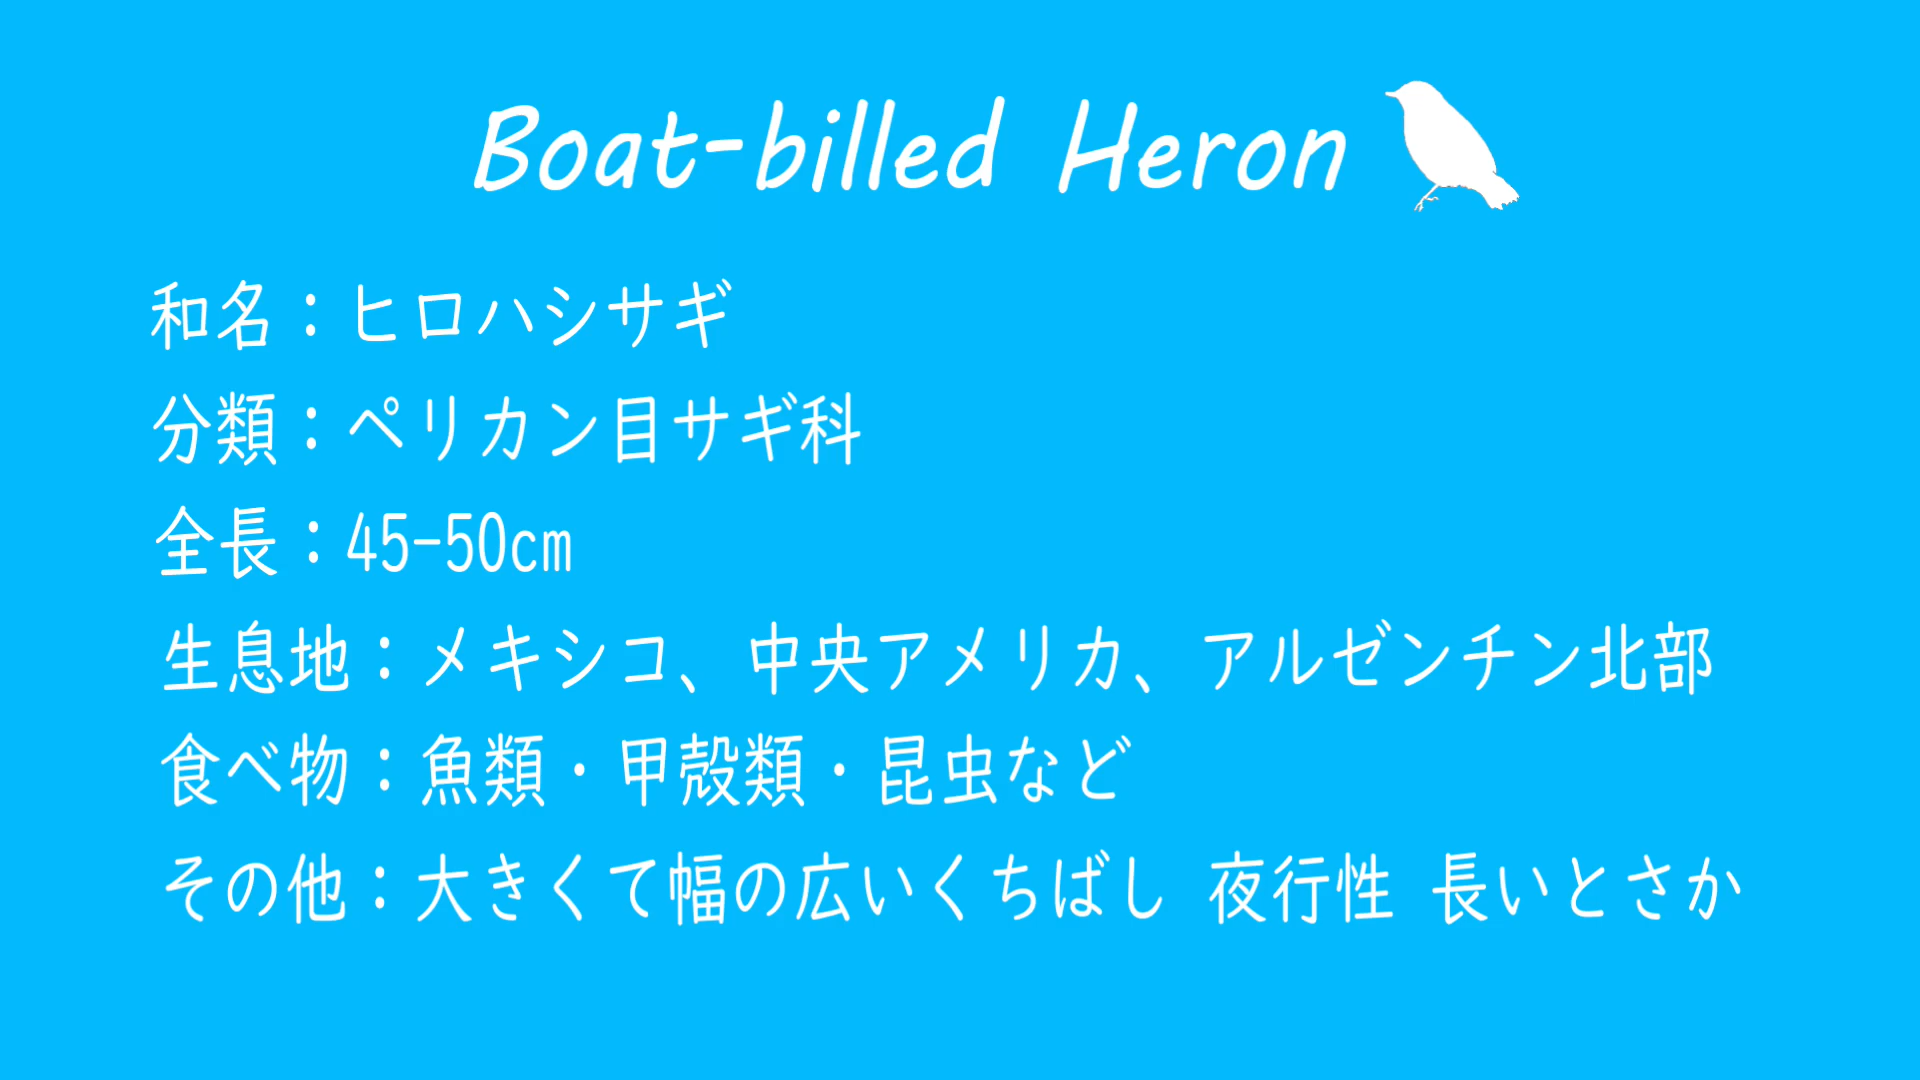 Boat-billed Heron
和名：ヒロハシサギ
分類：ペリカン目サギ科
全長：45-50cm
生息地：メキシコ、中央アメリカ、アルゼンチン北部
食べ物：魚類・甲殻類・昆虫など
その他：大きくて幅の広いくちばし 夜行性 長いとさか